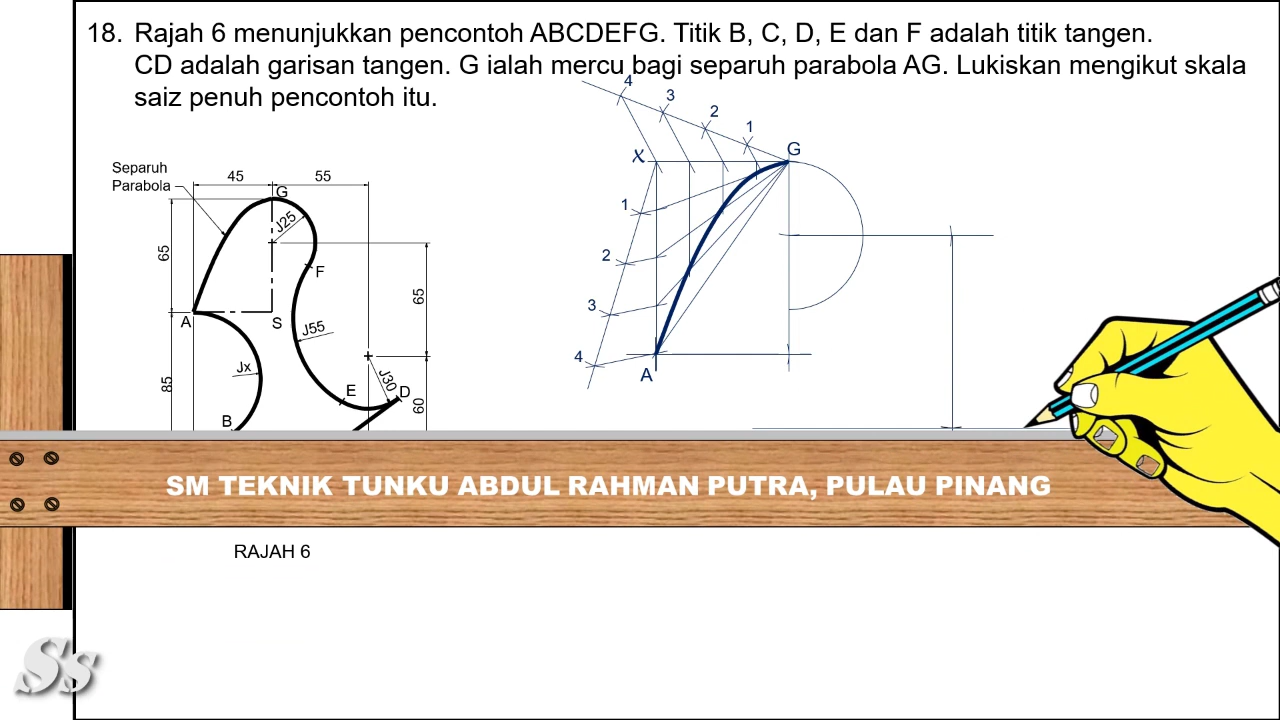 18. Rajah 6 menunjukkan pencontoh ABCDEFG. Titik B, C, D, E dan F adalah titik tangen.
CD adalah garisan tangen. G ialah mercu bagi separuh parabola AG. Lukiskan mengikut skala
saiz penuh pencontoh itu.
4
3
2
1
X
G
1
2
3
4
A
Separuh
Parabola
45
55
G
J25
65
F
65
A
S
J55
Jx
85
E
J30
D
60
B
SM TEKNIK TUNKU ABDUL RAHMAN PUTRA, PULAU PINANG
RAJAH 6
Ss